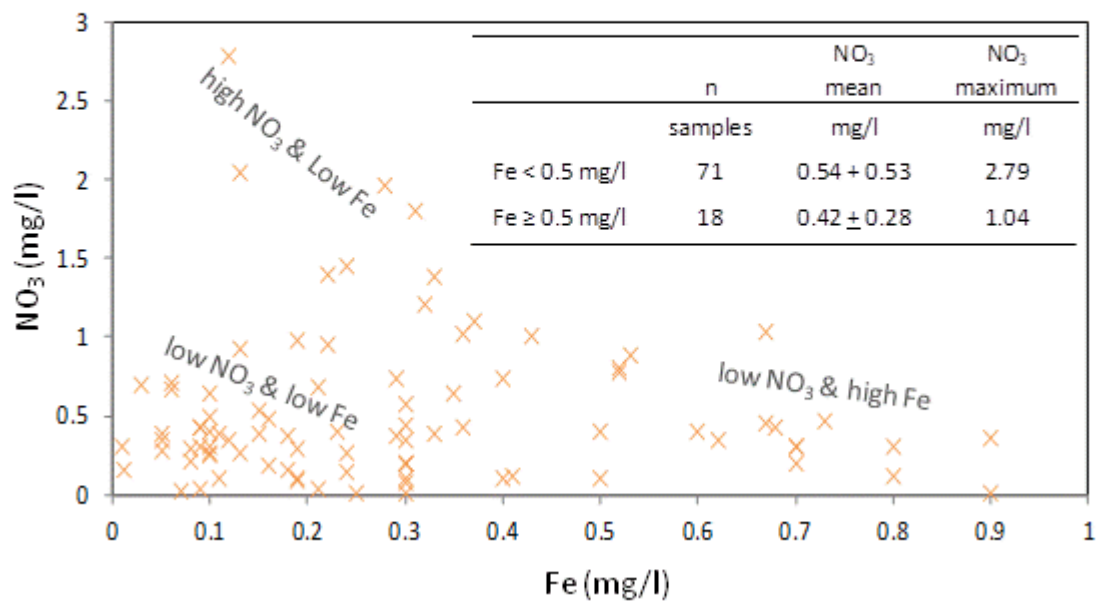 3
2.5
2
1.5
1
0.5
0
NO₃ (mg/l)
0 0.1 0.2 0.3 0.4 0.5 0.6 0.7 0.8 0.9 1
Fe (mg/l)
high NO₃ & Low Fe
low NO₃ & low Fe
low NO₃ & high Fe
NO₃ NO₃
n mean maximum
samples mg/l mg/l
Fe < 0.5 mg/l 71 0.54 + 0.53 2.79
Fe ≥ 0.5 mg/l 18 0.42 ± 0.28 1.04